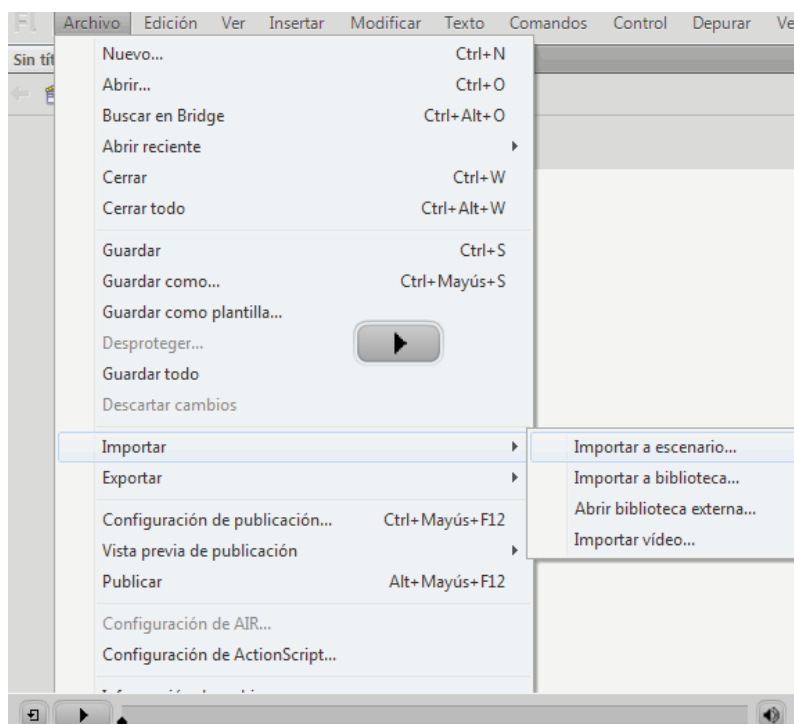 Fl Archivo Edición Ver Insertar Modificar Texto Comandos Control Depurar Ve
Sin tít
Nuevo... Ctrl+N
Abrir... Ctrl+O
Buscar en Bridge Ctrl+Alt+O
Abrir reciente
Cerrar Ctrl+W
Cerrar todo Ctrl+Alt+W
Guardar Ctrl+S
Guardar como... Ctrl+Mayús+S
Guardar como plantilla...
Desproteger...
Guardar todo
Descartar cambios
Importar
Exportar
Importar a escenario...
Importar a biblioteca...
Abrir biblioteca externa...
Importar vídeo...
Configuración de publicación... Ctrl+Mayús+F12
Vista previa de publicación
Publicar Alt+Mayús+F12
Configuración de AIR...
Configuración de ActionScript...